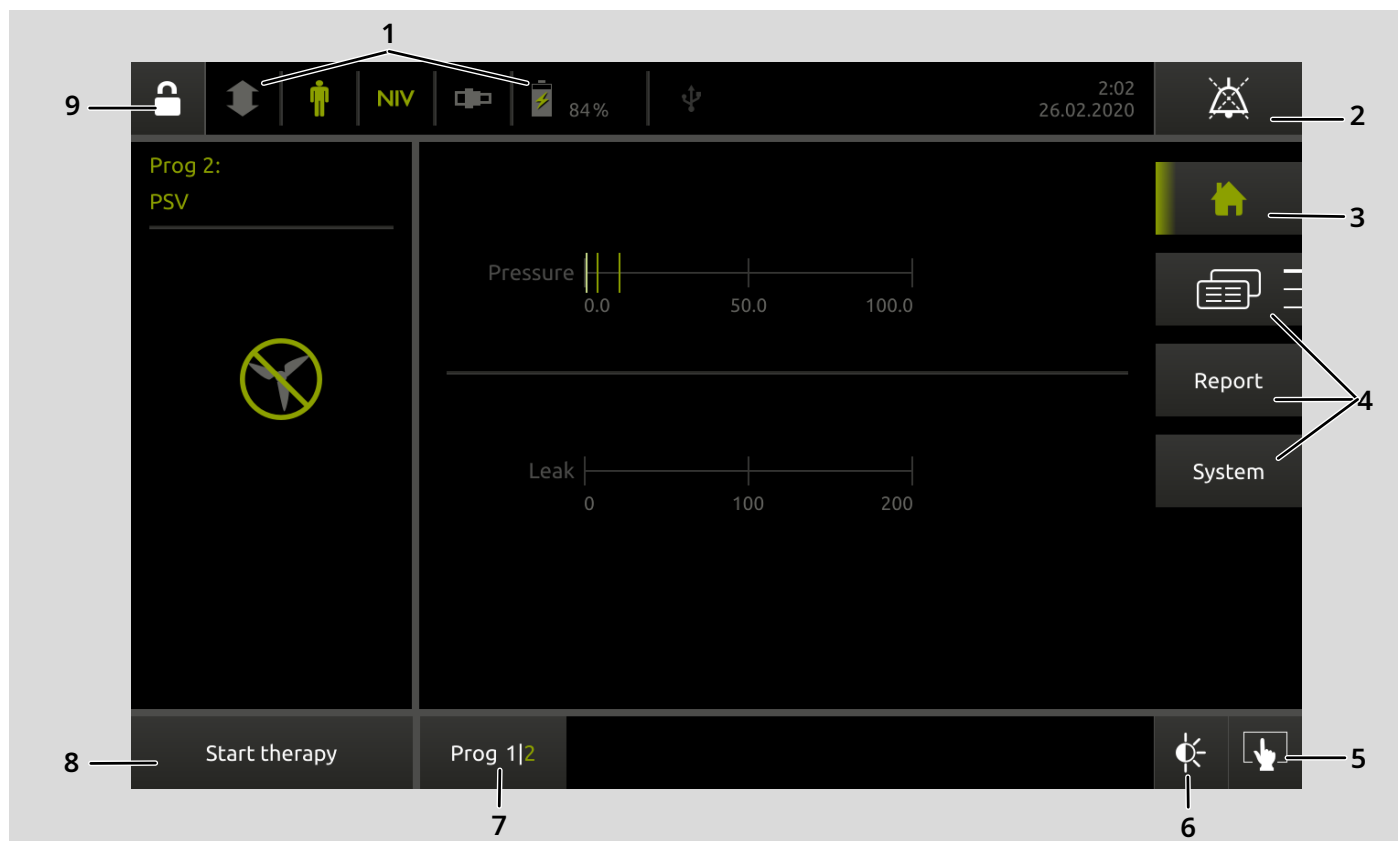 1
9
NIV
84%
2:02
26.02.2020
2
Prog 2:
PSV
3
Pressure
0.0 50.0 100.0
Report
4
Leak
0 100 200
System
8
Start therapy
Prog 1|2
5
7
6